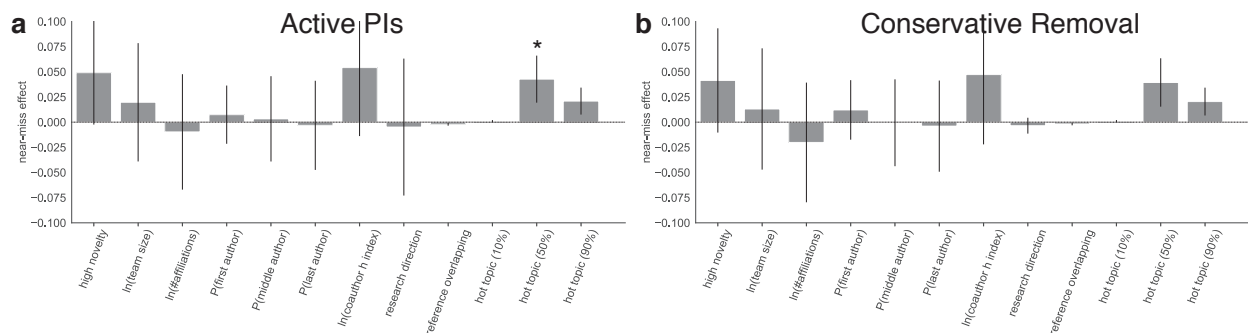 a Active PIs
near-miss effect
0.100
0.075
0.050
0.025
0.000
−0.025
−0.050
−0.075
−0.100
*
high novelty
ln(team size)
ln(#affiliations)
P(first author)
P(middle author)
P(last author)
ln(coauthor h index)
research direction
reference overlapping
hot topic (10%)
hot topic (50%)
hot topic (90%)
b Conservative Removal
near-miss effect
0.100
0.075
0.050
0.025
0.000
−0.025
−0.050
−0.075
−0.100
high novelty
ln(team size)
ln(#affiliations)
P(first author)
P(middle author)
P(last author)
ln(coauthor h index)
research direction
reference overlapping
hot topic (10%)
hot topic (50%)
hot topic (90%)